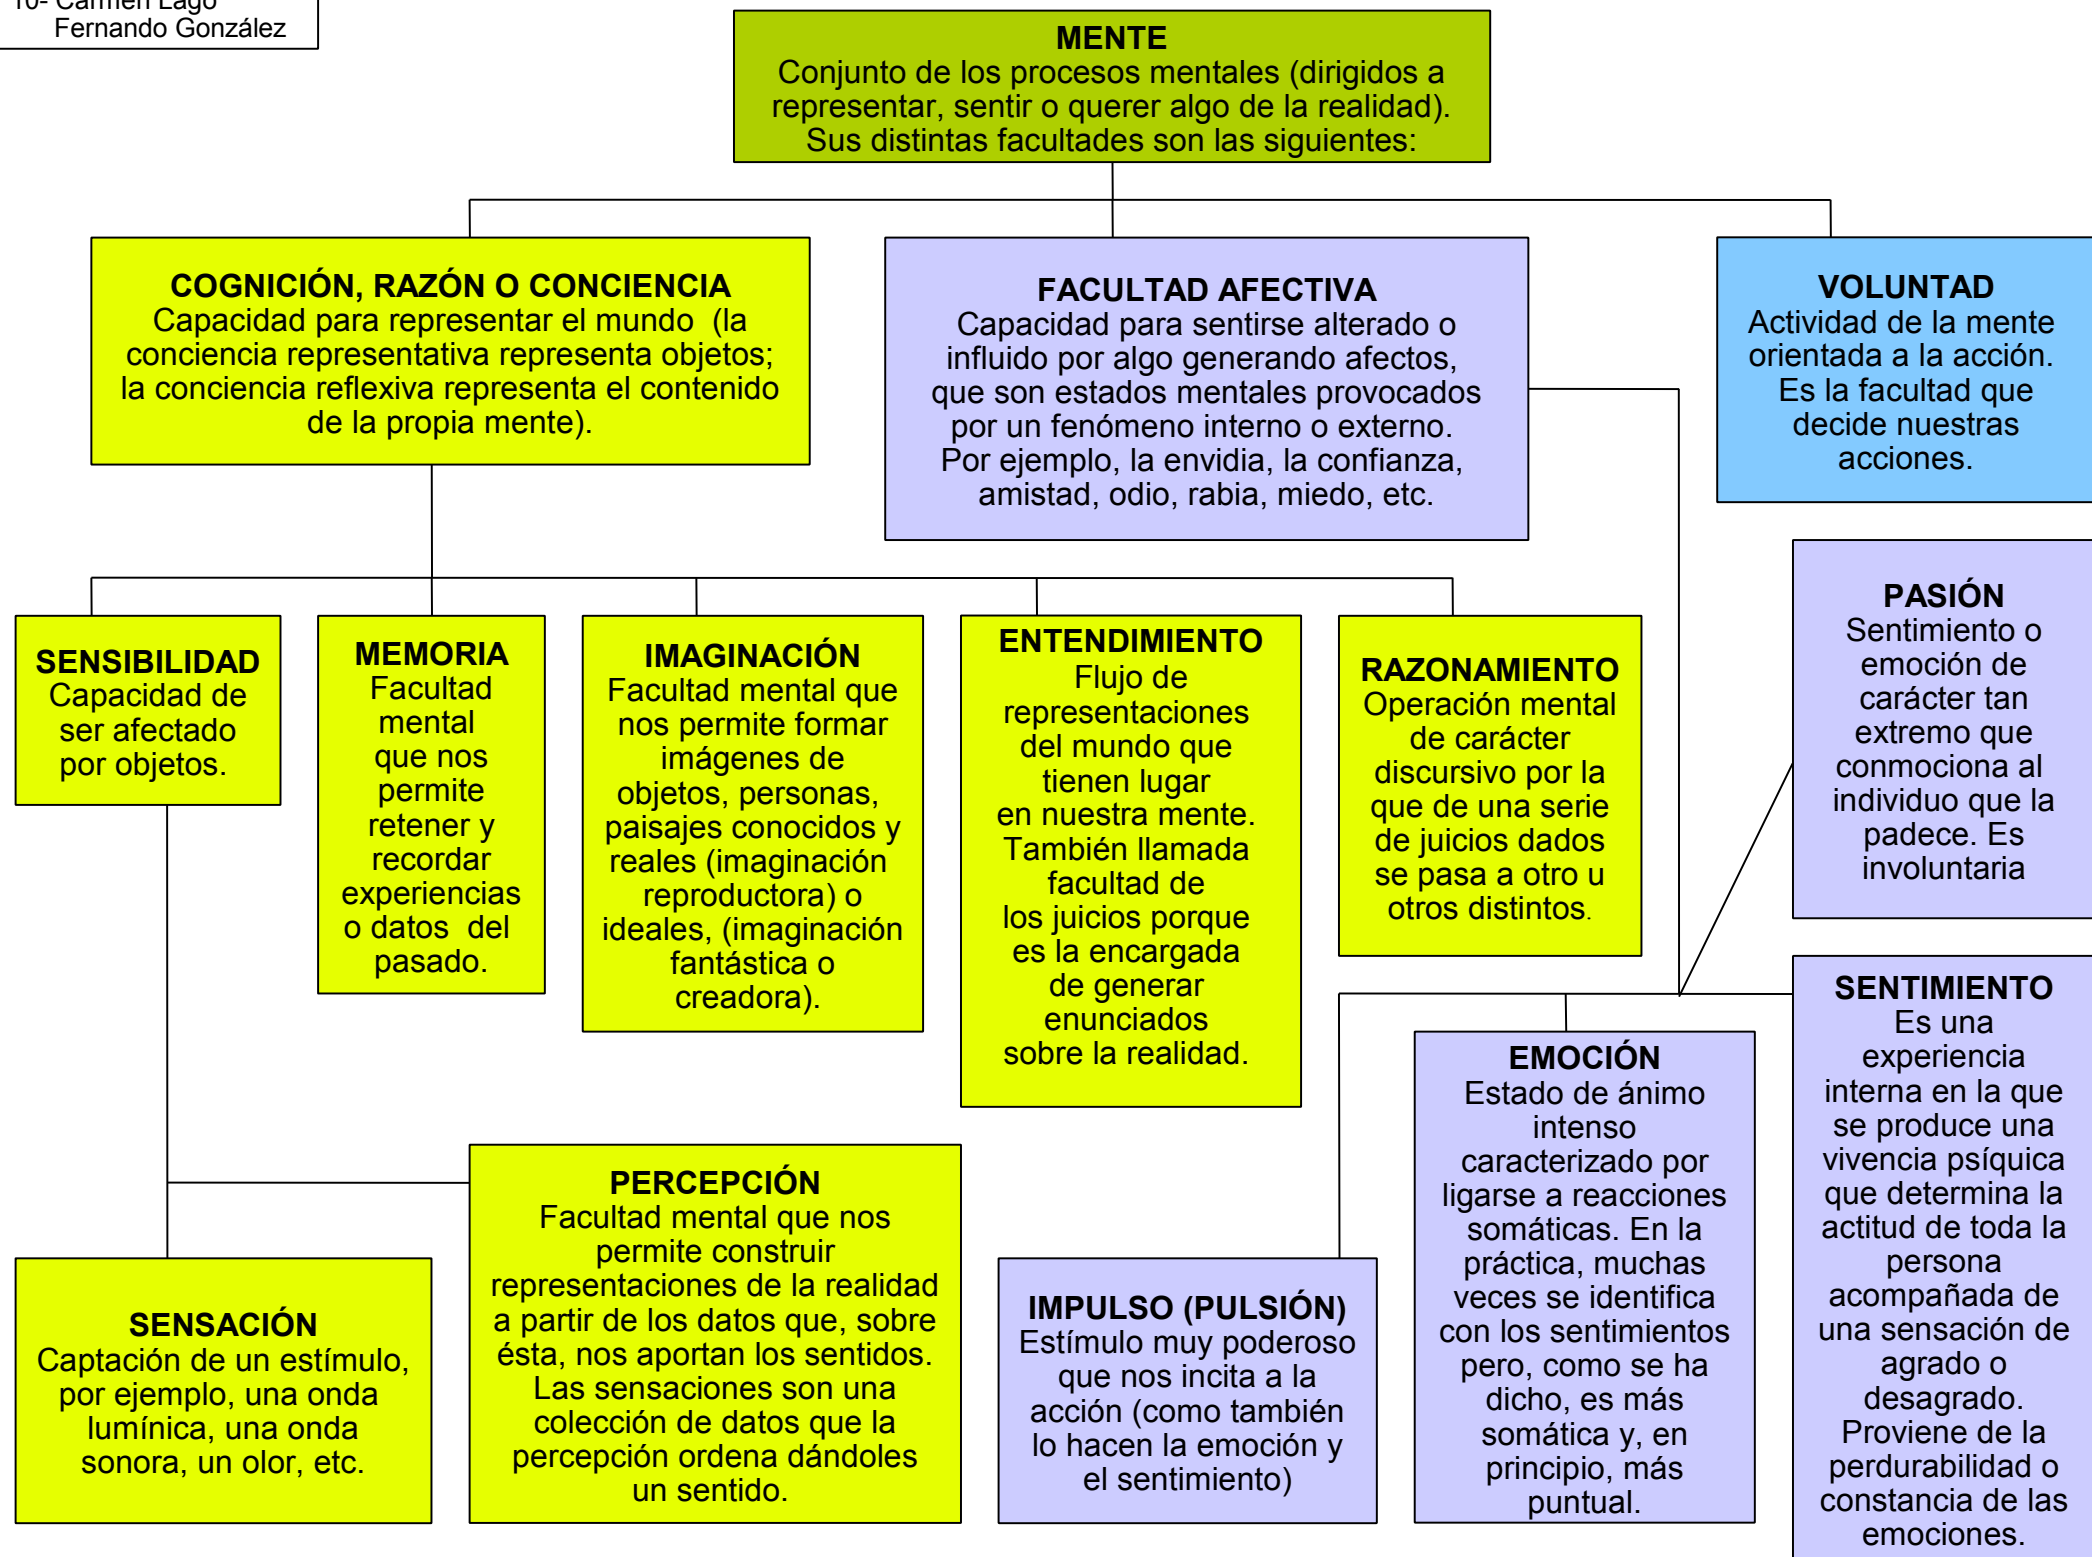 10- Carmen Lago
Fernando González
MENTE
Conjunto de los procesos mentales (dirigidos a
representar, sentir o querer algo de la realidad).
Sus distintas facultades son las siguientes:
COGNICIÓN, RAZÓN O CONCIENCIA
Capacidad para representar el mundo (la
conciencia representativa representa objetos;
la conciencia reflexiva representa el contenido
de la propia mente).
FACULTAD AFECTIVA
Capacidad para sentirse alterado o
influido por algo generando afectos,
que son estados mentales provocados
por un fenómeno interno o externo.
Por ejemplo, la envidia, la confianza,
amistad, odio, rabia, miedo, etc.
VOLUNTAD
Actividad de la mente
orientada a la acción.
Es la facultad que
decide nuestras
acciones.
SENSIBILIDAD
Capacidad de
ser afectado
por objetos.
MEMORIA
Facultad
mental
que nos
permite
retener y
recordar
experiencias
o datos del
pasado.
IMAGINACIÓN
Facultad mental que
nos permite formar
imágenes de
objetos, personas,
paisajes conocidos y
reales (imaginación
reproductora) o
ideales, (imaginación
fantástica o
creadora).
ENTENDIMIENTO
Flujo de
representaciones
del mundo que
tienen lugar
en nuestra mente.
También llamada
facultad de
los juicios porque
es la encargada
de generar
enunciados
sobre la realidad.
RAZONAMIENTO
Operación mental
de carácter
discursivo por la
que de una serie
de juicios dados
se pasa a otro u
otros distintos.
PASIÓN
Sentimiento o
emoción de
carácter tan
extremo que
conmociona al
individuo que la
padece. Es
involuntaria
SENSACIÓN
Captación de un estímulo,
por ejemplo, una onda
lumínica, una onda
sonora, un olor, etc.
PERCEPCIÓN
Facultad mental que nos
permite construir
representaciones de la realidad
a partir de los datos que, sobre
ésta, nos aportan los sentidos.
Las sensaciones son una
colección de datos que la
percepción ordena dándoles
un sentido.
IMPULSO (PULSIÓN)
Estímulo muy poderoso
que nos incita a la
acción (como también
lo hacen la emoción y
el sentimiento)
EMOCIÓN
Estado de ánimo
intenso
caracterizado por
ligarse a reacciones
somáticas. En la
práctica, muchas
veces se identifica
con los sentimientos
pero, como se ha
dicho, es más
somática y, en
principio, más
puntual.
SENTIMIENTO
Es una
experiencia
interna en la que
se produce una
vivencia psíquica
que determina la
actitud de toda la
persona
acompañada de
una sensación de
agrado o
desagrado.
Proviene de la
perdurabilidad o
constancia de las
emociones.